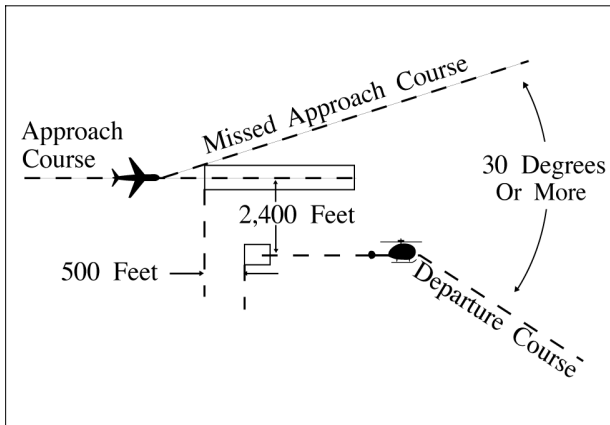 Missed Approach Course
Approach
Course
30 Degrees
Or More
2,400 Feet
500 Feet
Departure Course